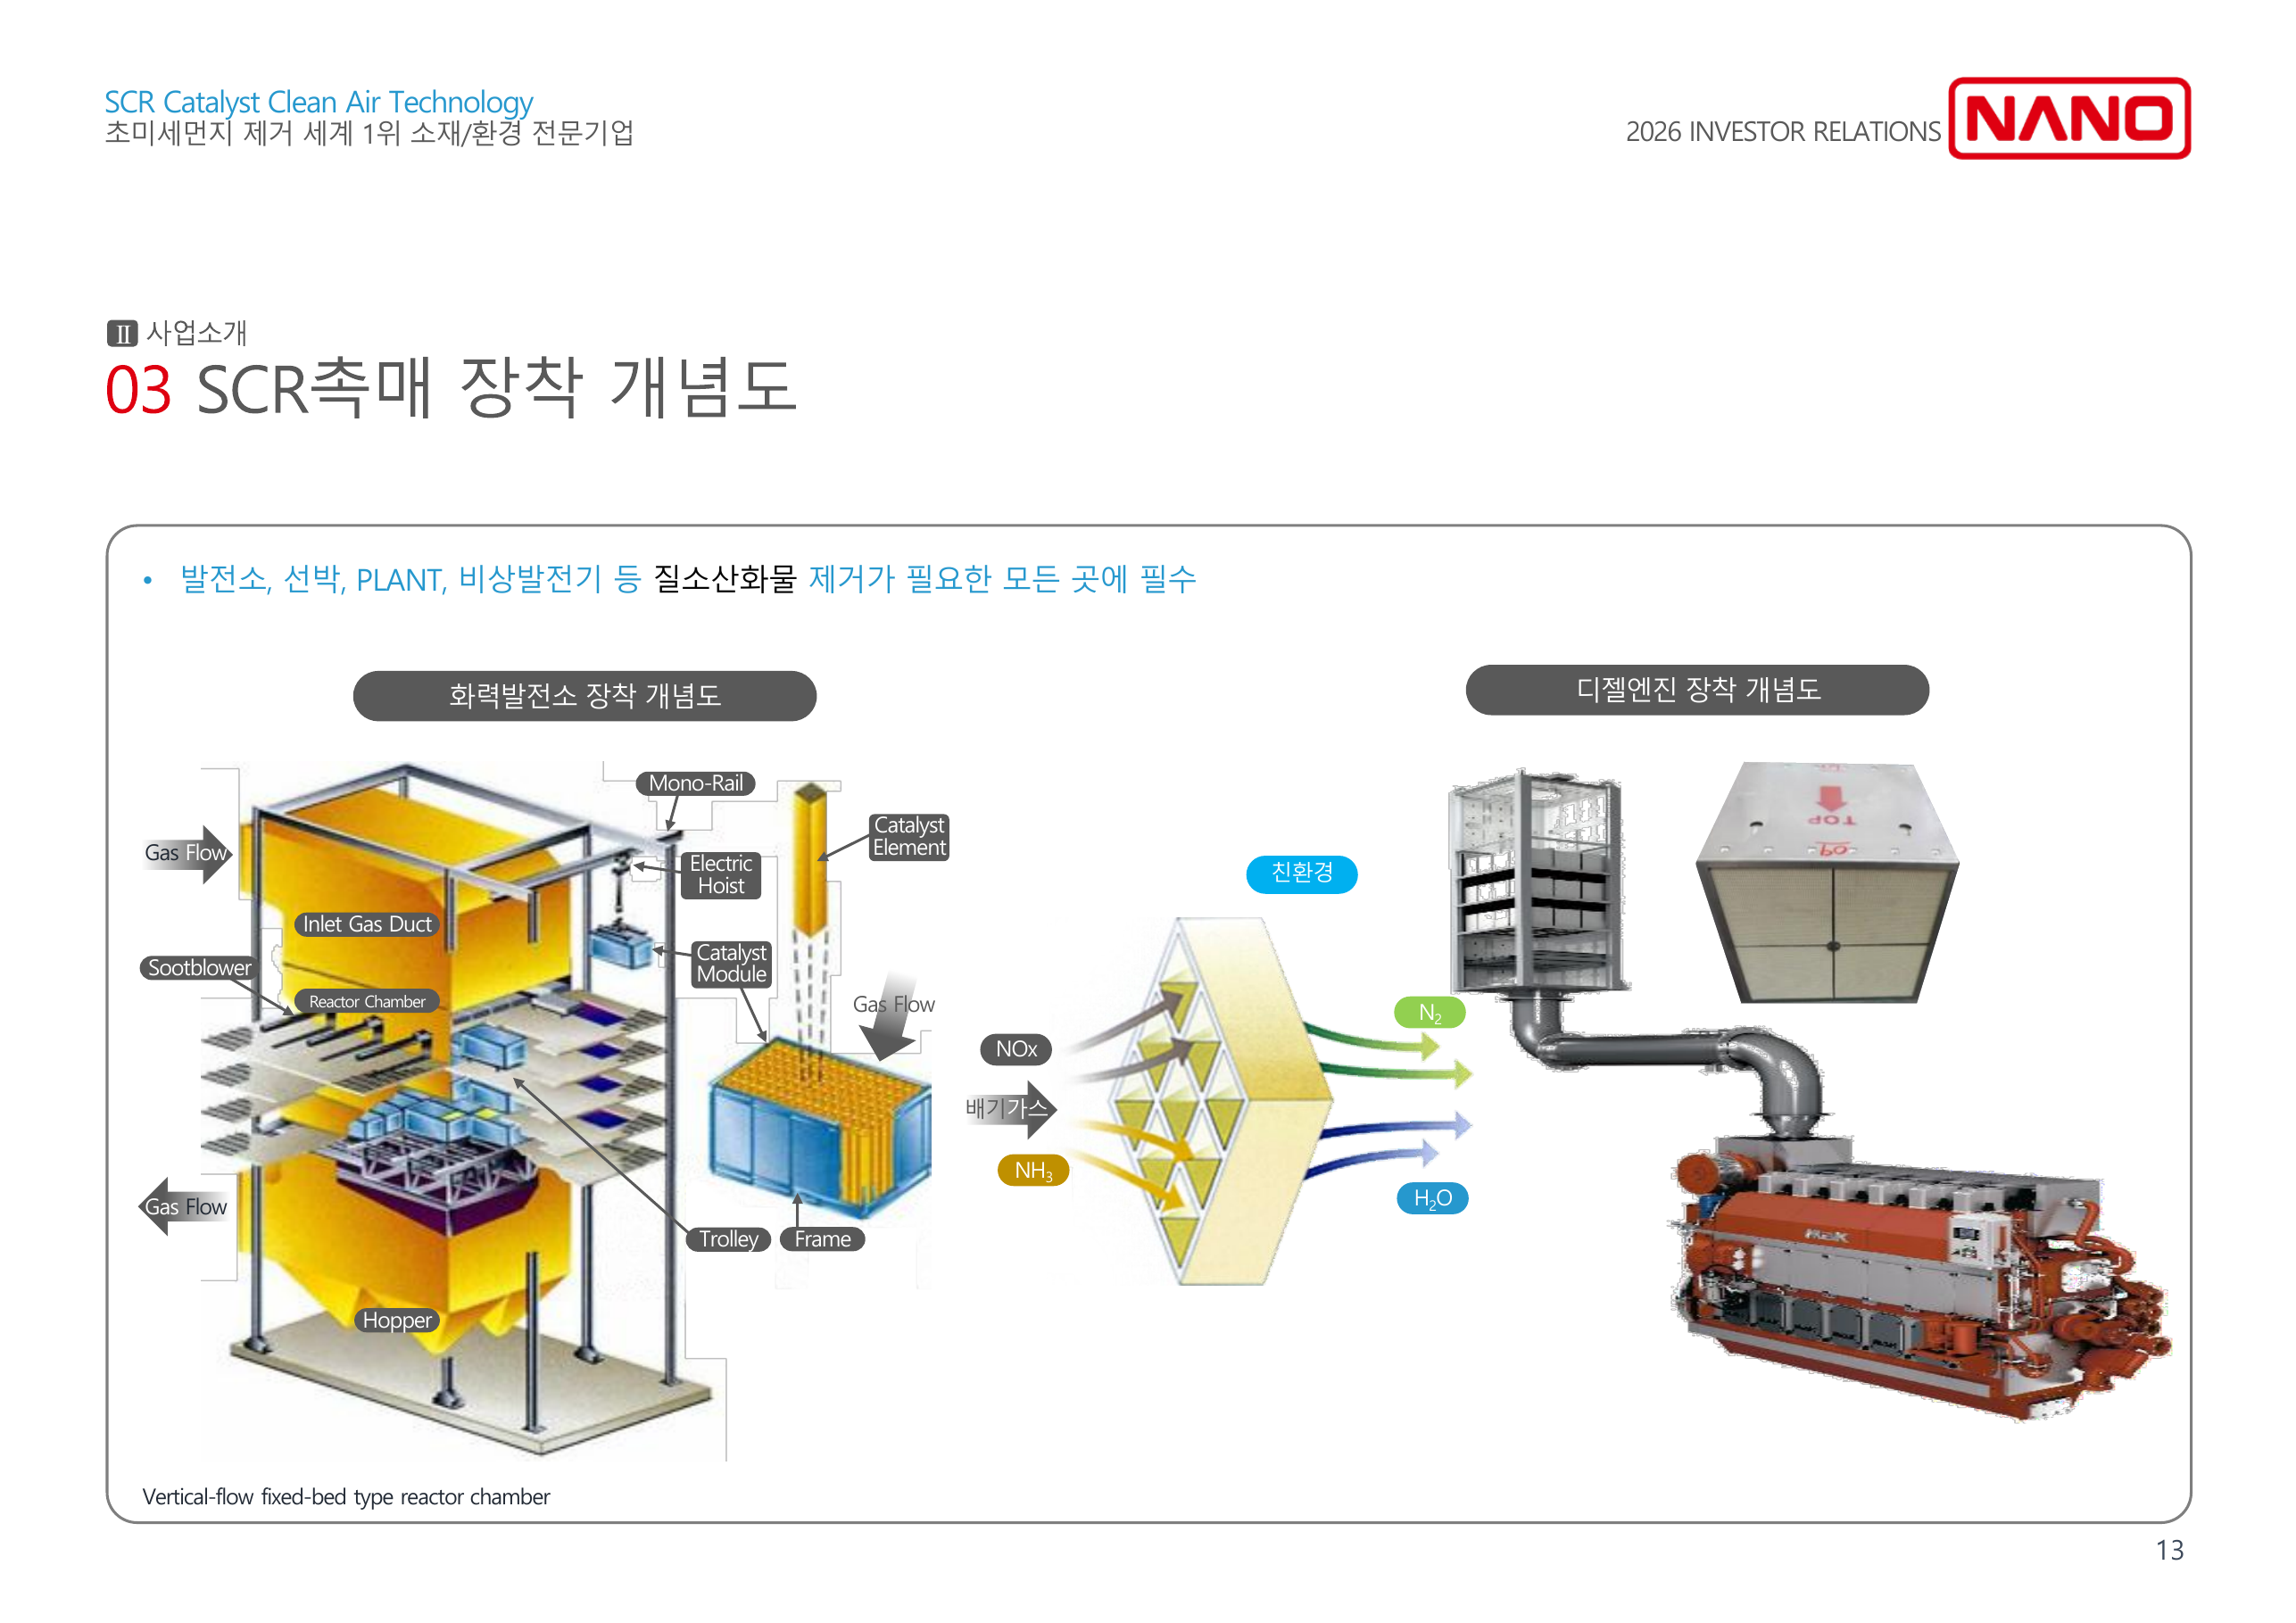 SCR Catalyst Clean Air Technology
초미세먼지 제거 세계 1위 소재/환경 전문기업
2026 INVESTOR RELATIONS
NANO
Ⅱ 사업소개
03 SCR촉매 장착 개념도
• 발전소, 선박, PLANT, 비상발전기 등 질소산화물 제거가 필요한 모든 곳에 필수
화력발전소 장착 개념도
Gas Flow
Mono-Rail
Catalyst
Element
Electric
Hoist
Inlet Gas Duct
Catalyst
Module
Sootblower
Reactor Chamber
Gas Flow
Gas Flow
Trolley
Frame
Hopper
Vertical-flow fixed-bed type reactor chamber
친환경
NOx
배기가스
NH₃
N₂
H₂O
디젤엔진 장착 개념도
TOP
MaK
13